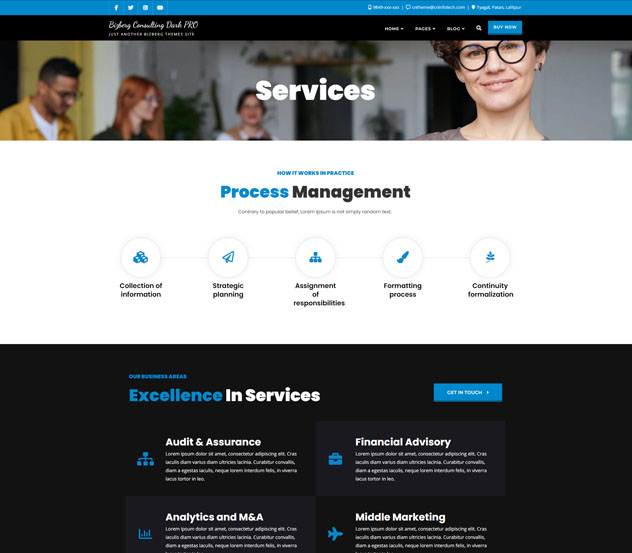 9849-xxx-xxx
cnitheme@cninfotech.com
Tyagal, Patan, Lalitpur
Bizberg Consulting Dark PRO
JUST ANOTHER BIZBERG THEMES SITE
HOME
PAGES
BLOG
BUY NOW
Services
HOW IT WORKS IN PRACTICE
Process Management
Contrary to popular belief, Lorem Ipsum is not simply random text.
Collection of
information
Strategic
planning
Assignment
of
responsibilities
Formatting
process
Continuity
formalization
OUR BUSINESS AREAS
Excellence In Services
GET IN TOUCH
Audit & Assurance
Lorem ipsum dolor sit amet, consectetur adipiscing elit. Cras
iaculis diam varius diam ultricies lacinia. Curabitur convallis,
diam a egestas iaculis, neque lorem interdum felis, in viverra
lacus tortor in leo.
Financial Advisory
Lorem ipsum dolor sit amet, consectetur adipiscing elit. Cras
iaculis diam varius diam ultricies lacinia. Curabitur convallis,
diam a egestas iaculis, neque lorem interdum felis, in viverra
lacus tortor in leo.
Analytics and M&A
Lorem ipsum dolor sit amet, consectetur adipiscing elit. Cras
iaculis diam varius diam ultricies lacinia. Curabitur convallis,
diam a egestas iaculis, neque lorem interdum felis, in viverra
Middle Marketing
Lorem ipsum dolor sit amet, consectetur adipiscing elit. Cras
iaculis diam varius diam ultricies lacinia. Curabitur convallis,
diam a egestas iaculis, neque lorem interdum felis, in viverra